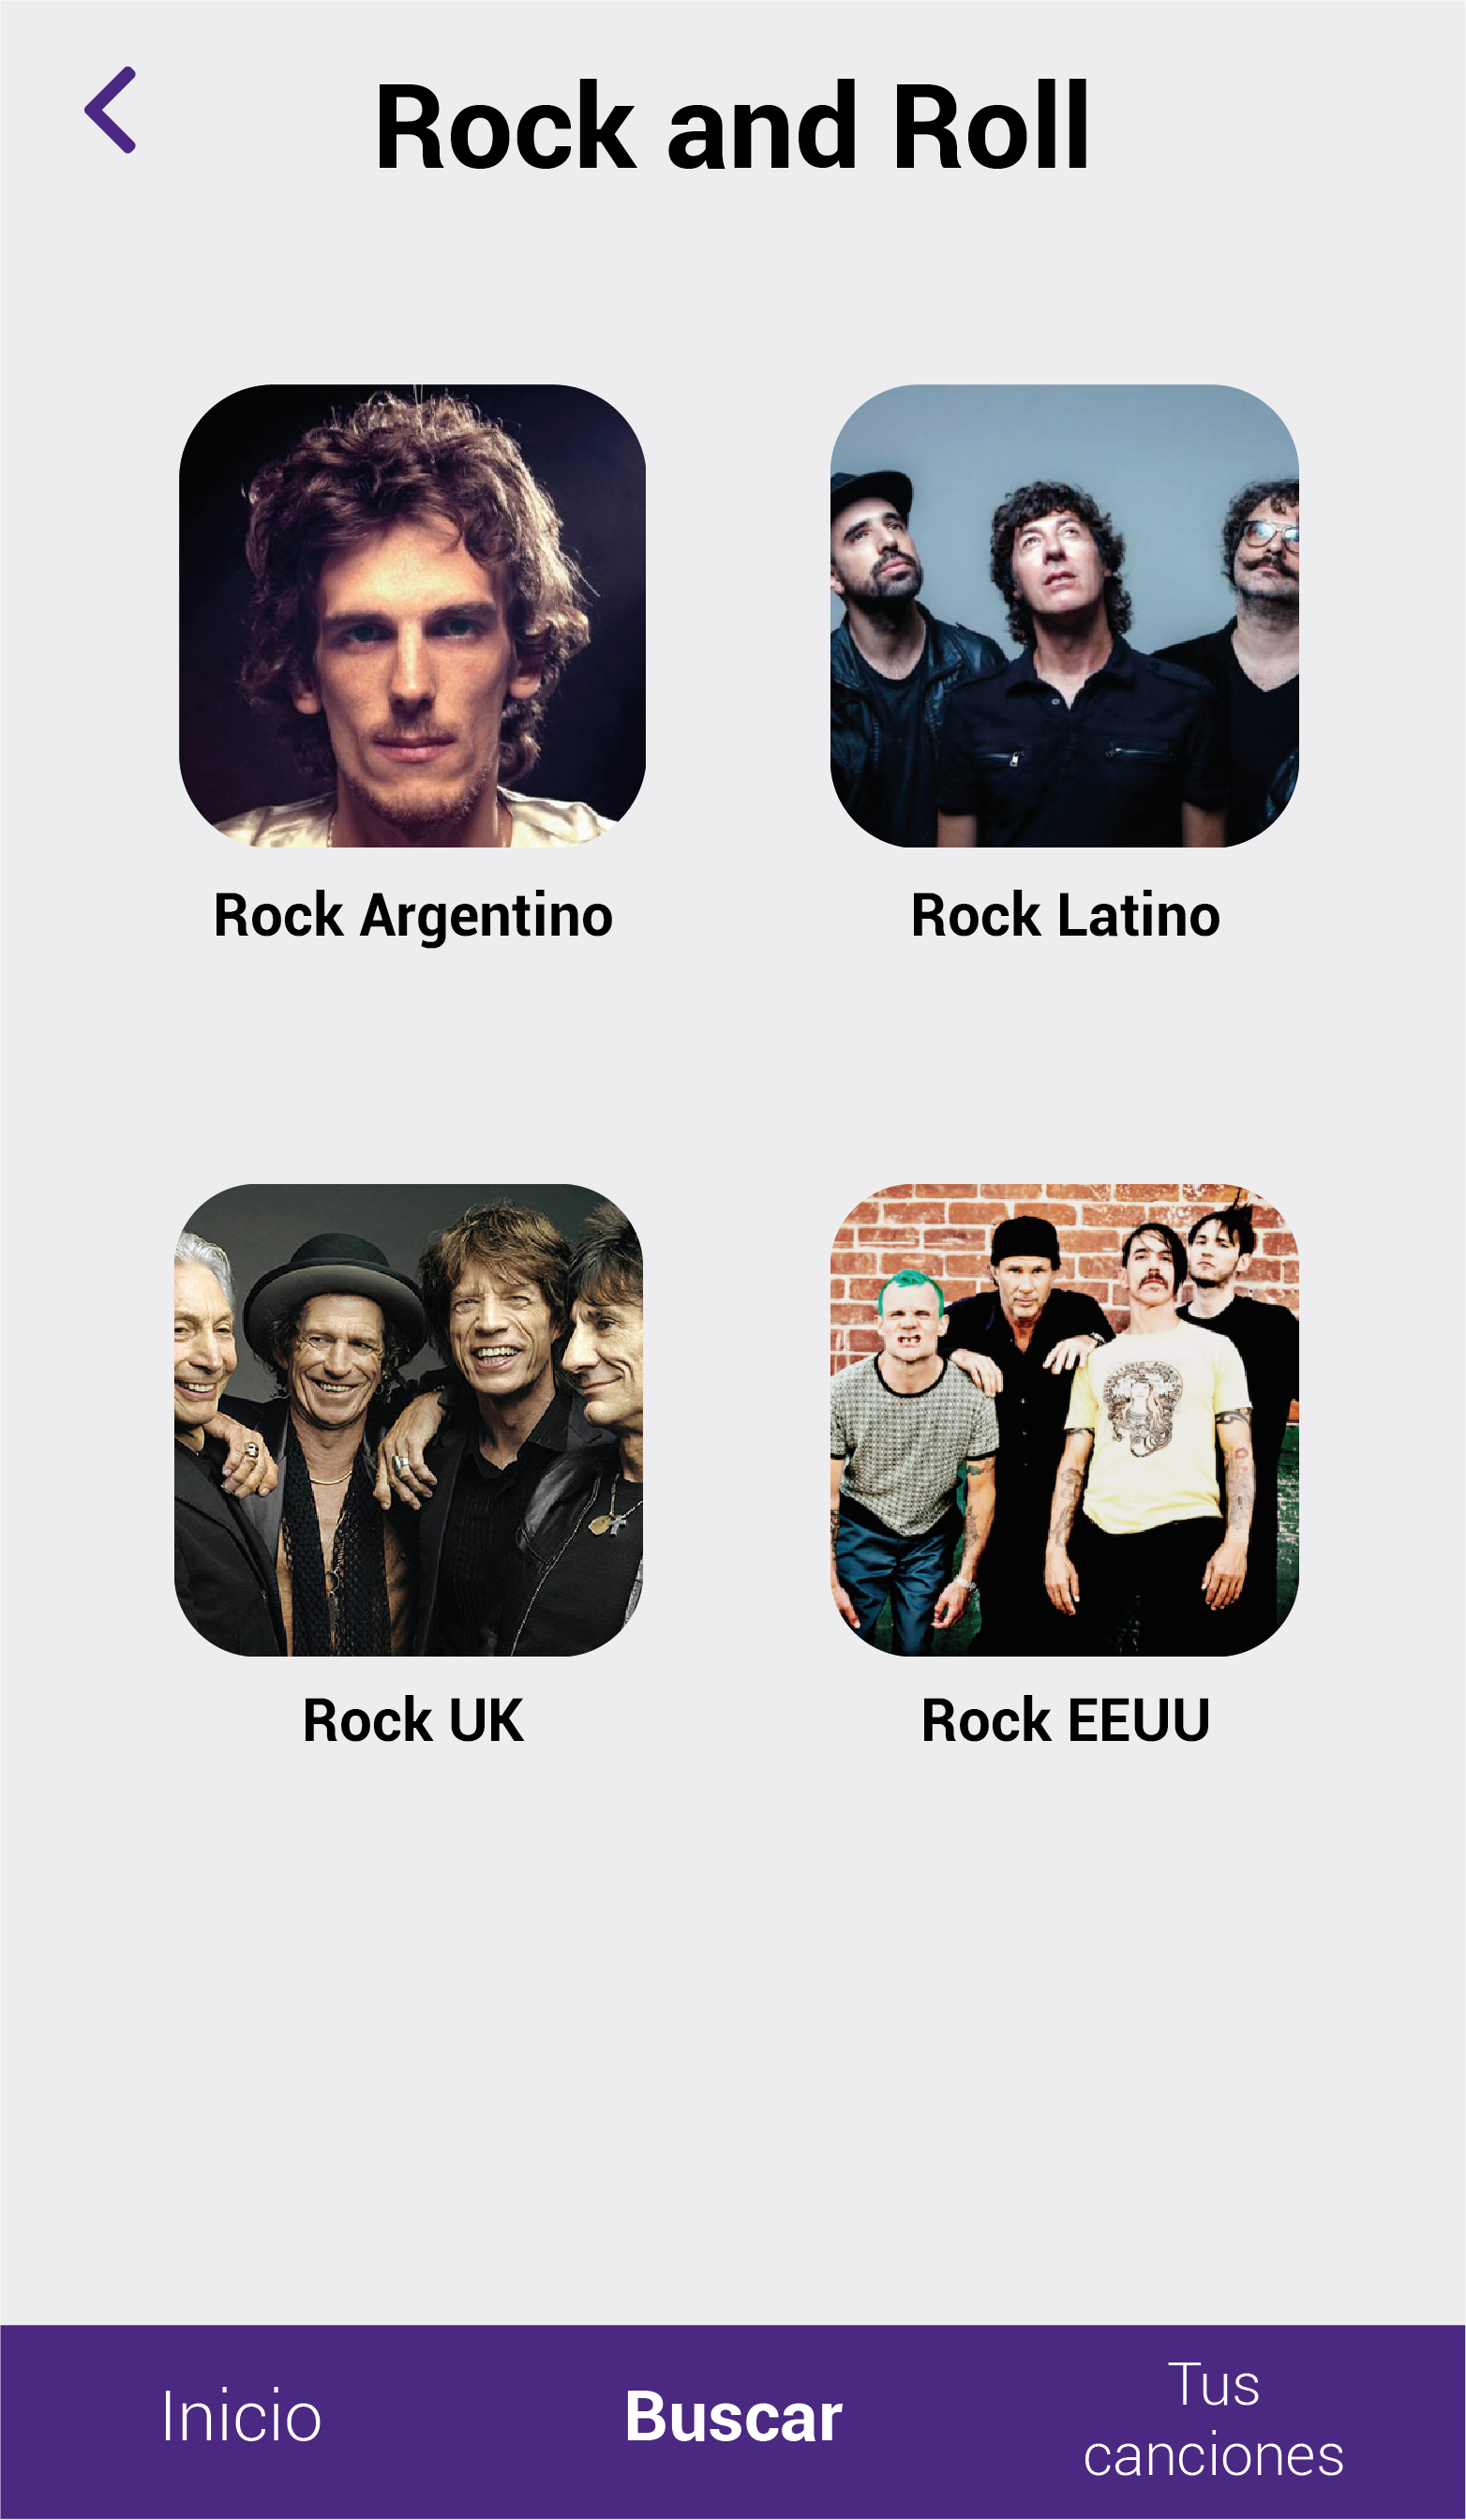 Rock and Roll
Rock Argentino
Rock Latino
Rock UK
Rock EEUU
Inicio
Buscar
Tus
canciones